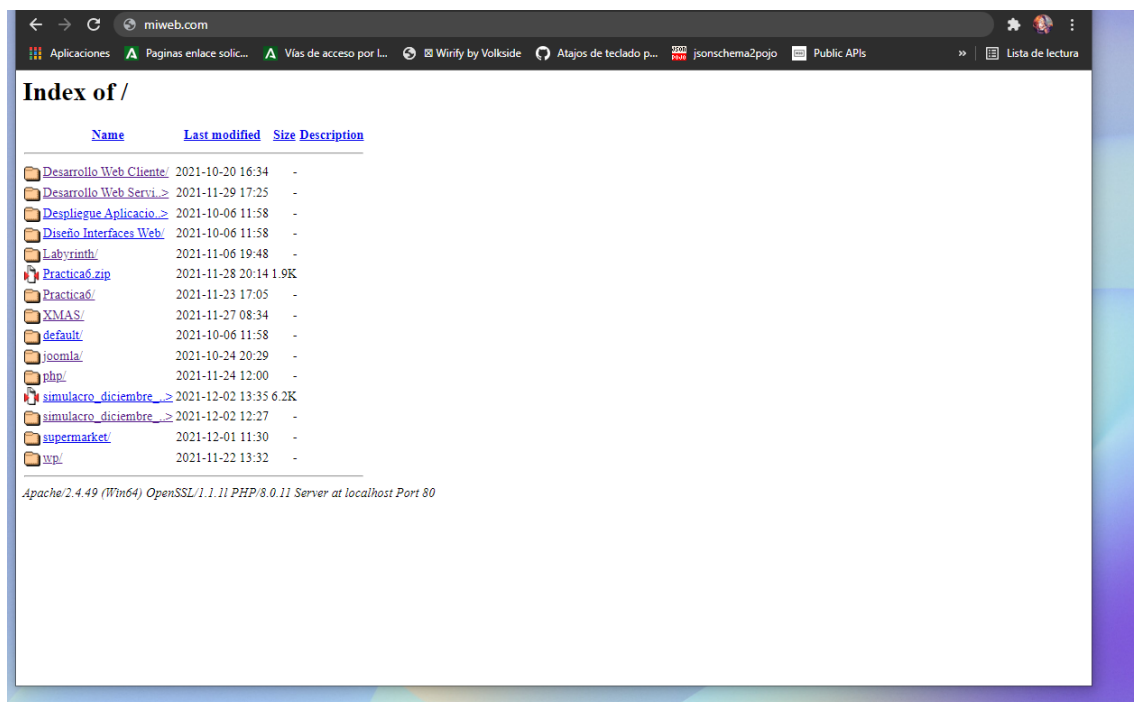 miweb.com
Aplicaciones Paginas enlace solic... Vías de acceso por l... Wirify by Volkside Atajos de teclado p... JSON POJO jsonschema2pojo Public APIs » Lista de lectura
Index of /
Name Last modified Size Description
Desarrollo Web Cliente/ 2021-10-20 16:34 -
Desarrollo Web Servi..> 2021-11-29 17:25 -
Despliegue Aplicacio..> 2021-10-06 11:58 -
Diseño Interfaces Web/ 2021-10-06 11:58 -
Labyrinth/ 2021-11-06 19:48 -
Practica6.zip 2021-11-28 20:14 1.9K
Practica6/ 2021-11-23 17:05 -
XMAS/ 2021-11-27 08:34 -
default/ 2021-10-06 11:58 -
joomla/ 2021-10-24 20:29 -
php/ 2021-11-24 12:00 -
simulacro_diciembre_..> 2021-12-02 13:35 6.2K
simulacro_diciembre_..> 2021-12-02 12:27 -
supermarket/ 2021-12-01 11:30 -
wp/ 2021-11-22 13:32 -
Apache/2.4.49 (Win64) OpenSSL/1.1.1l PHP/8.0.11 Server at localhost Port 80